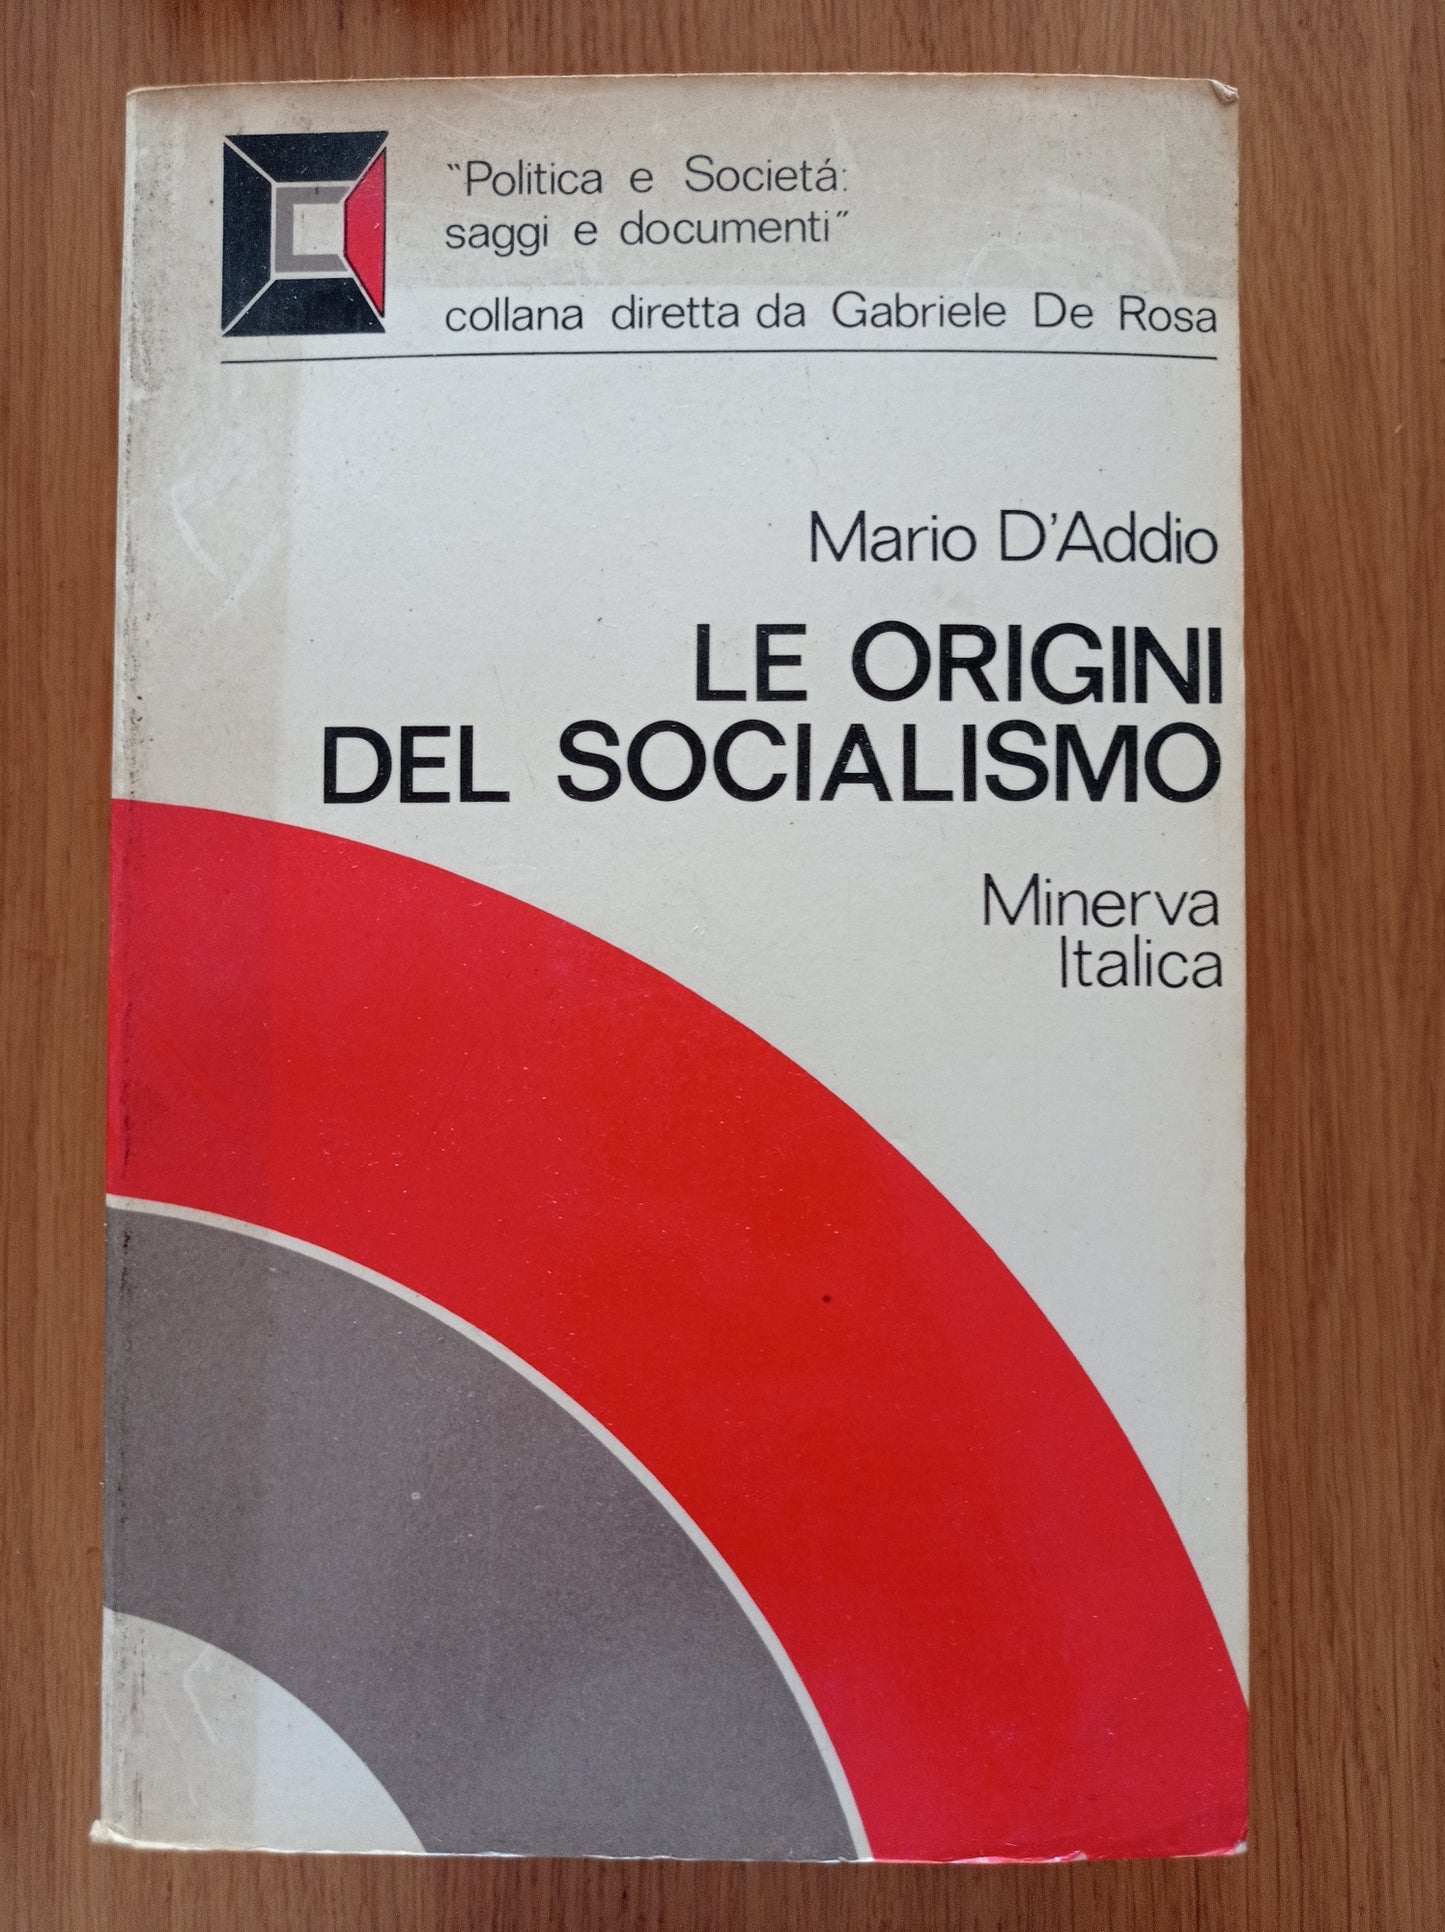 “Politica e Societá:
saggi e documenti”
collana diretta da Gabriele De Rosa
Mario D'Addio
LE ORIGINI
DEL SOCIALISMO
Minerva
Italica